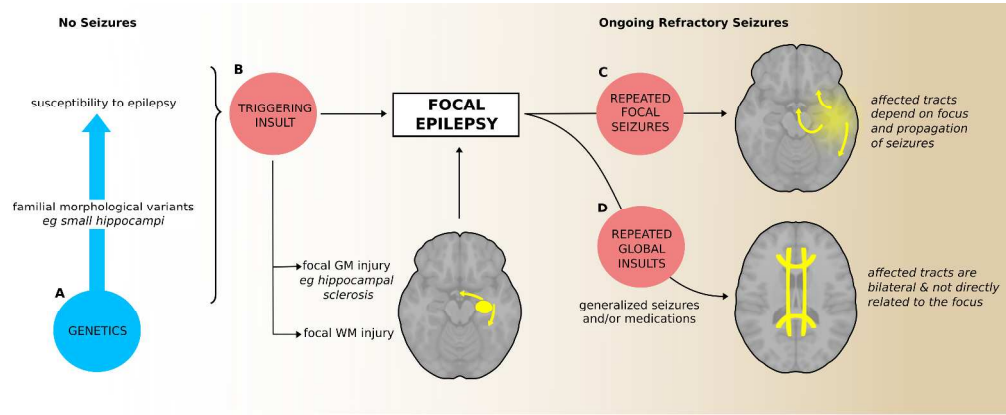 No Seizures
Ongoing Refractory Seizures
susceptibility to epilepsy
familial morphological variants
eg small hippocampi
A
GENETICS
B
TRIGGERING
INSULT
focal GM injury
eg hippocampal
sclerosis
focal WM injury
FOCAL
EPILEPSY
C
REPEATED
FOCAL
SEIZURES
affected tracts
depend on focus
and propagation
of seizures
D
REPEATED
GLOBAL
INSULTS
generalized seizures
and/or medications
affected tracts are
bilateral & not directly
related to the focus